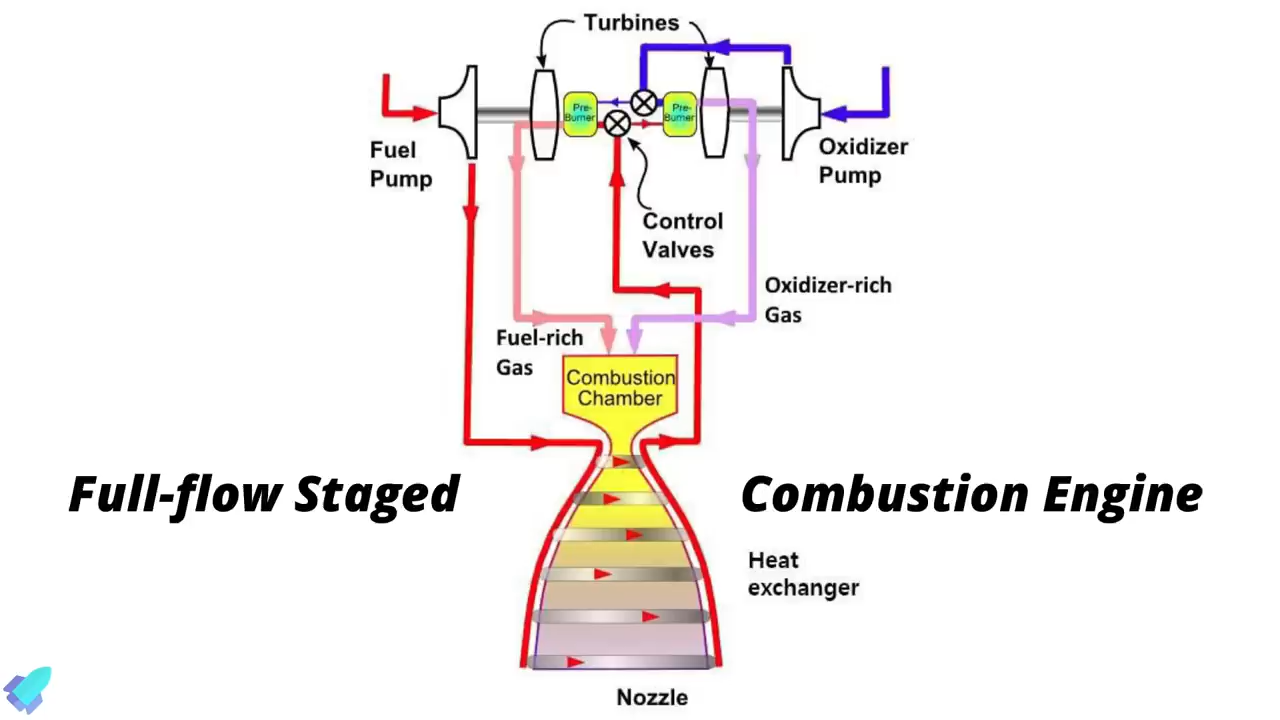 Turbines
Pre-
Burner
Pre-
Burner
Fuel
Pump
Oxidizer
Pump
Control
Valves
Oxidizer-rich
Gas
Fuel-rich
Gas
Combustion
Chamber
Full-flow Staged
Combustion Engine
Heat
exchanger
Nozzle